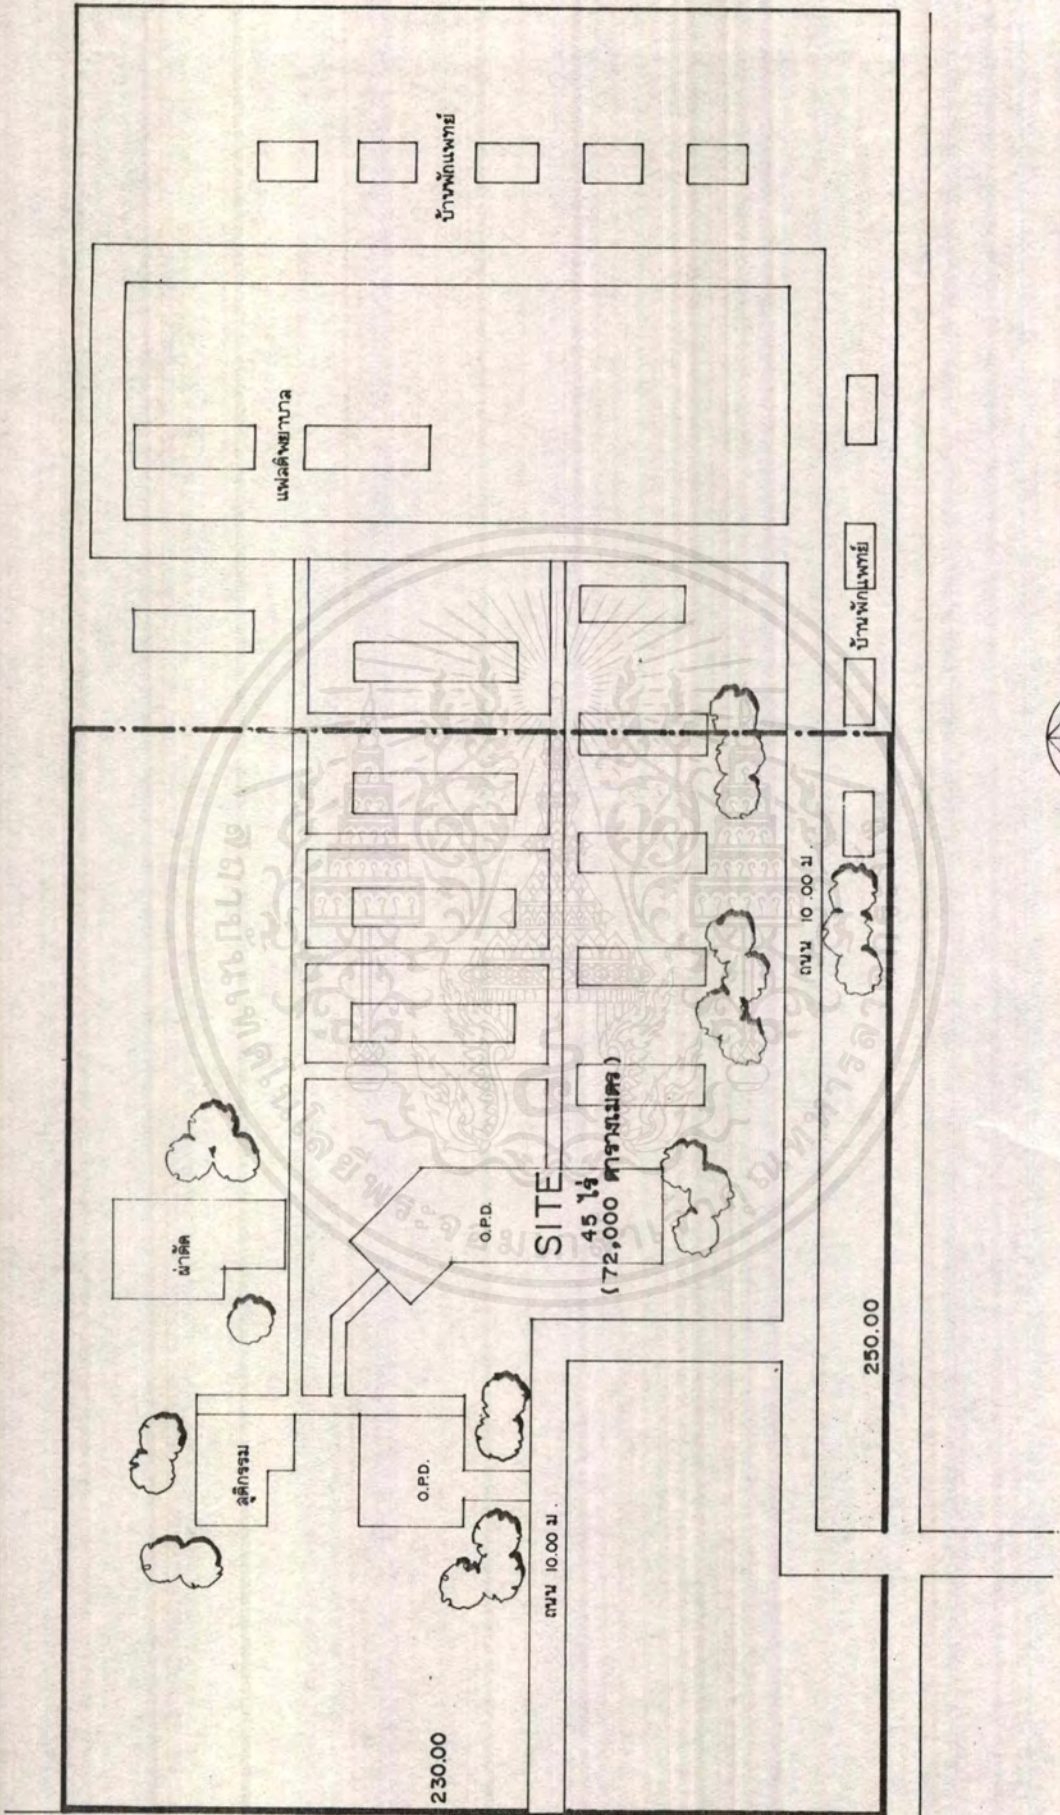 บ้านพักแพทย์
แฟลตพยาบาล
บ้านพักแพทย์
ถนน 10.00 ม.
ผ่าตัด
O.P.D.
SITE
45 ไร่
(72,000 ตารางเมตร)
250.00
สูติกรรม
O.P.D.
ถนน 10.00 ม.
230.00